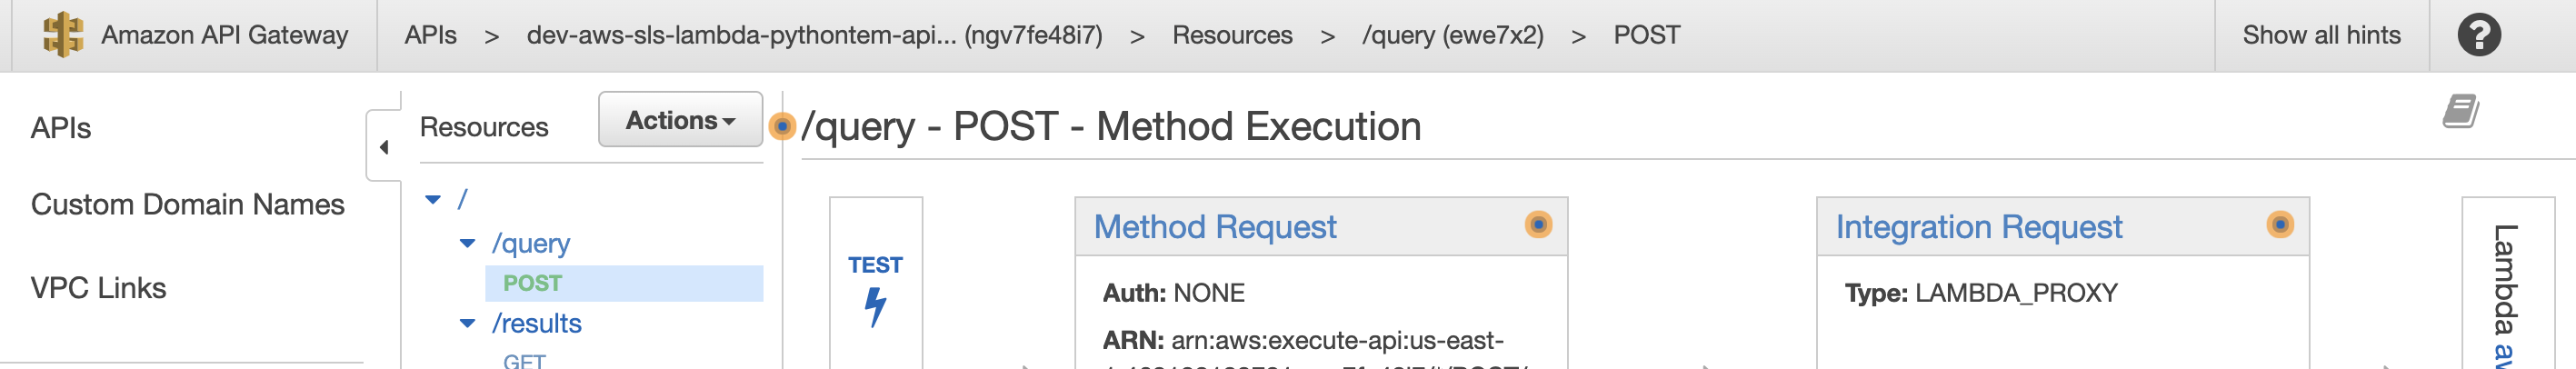 Amazon API Gateway
APIs > dev-aws-sls-lambda-pythontem-api... (ngv7fe48i7) > Resources > /query (ewe7x2) > POST
Show all hints
?
APIs
Custom Domain Names
VPC Links
Resources
Actions
/
/query
POST
/results
GET
/query - POST - Method Execution
TEST
Method Request
Auth: NONE
ARN: arn:aws:execute-api:us-east-
Integration Request
Type: LAMBDA_PROXY
Lambda